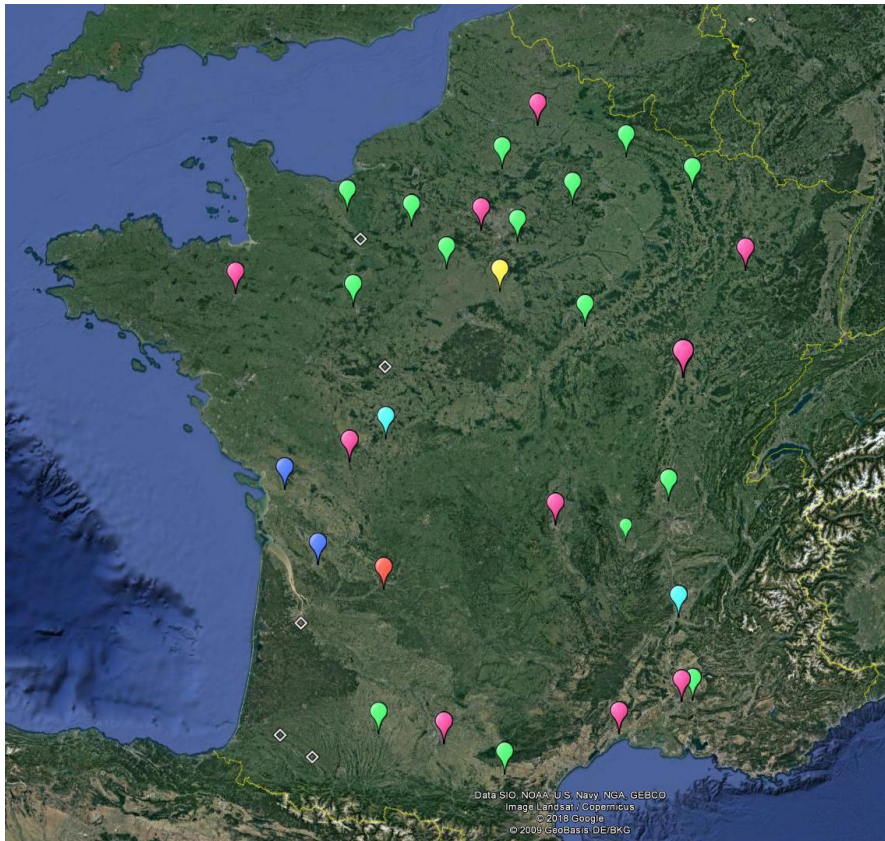 Data SIO, NOAA, U.S. Navy, NGA, GEBCO
Image Landsat / Copernicus
© 2018 Google
© 2009 GeoBasis-DE/BKG